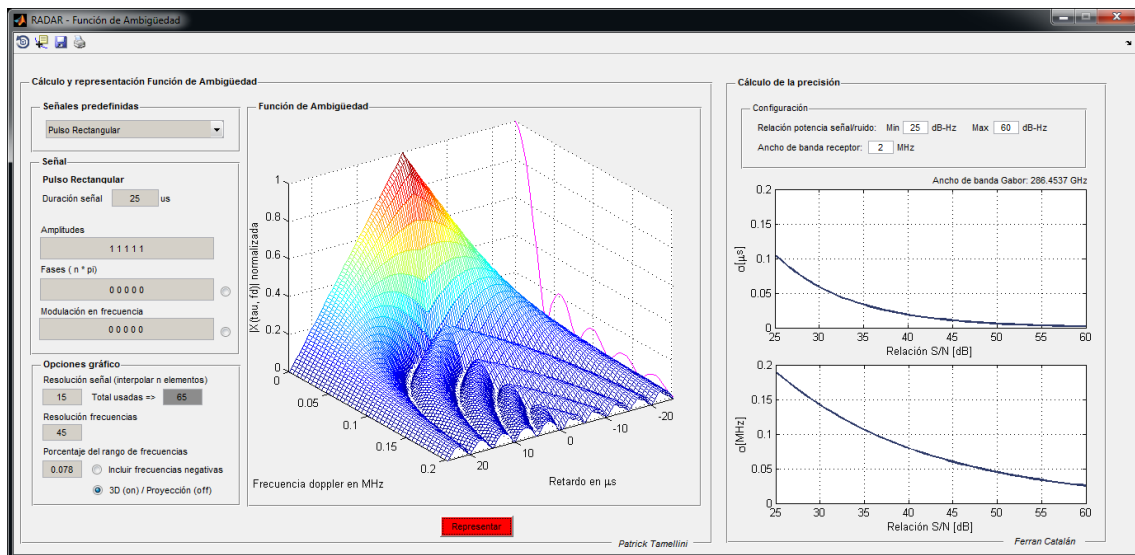 RADAR - Función de Ambigüedad
Cálculo y representación Función de Ambigüedad
Señales predefinidas
Pulso Rectangular
Señal
Pulso Rectangular
Duración señal 25 us
Amplitudes
1 1 1 1 1
Fases ( n * pi)
0 0 0 0 0
Modulación en frecuencia
0 0 0 0 0
Opciones gráfico
Resolución señal (interpolar n elementos)
15 Total usadas => 65
Resolución frecuencias
45
Porcentaje del rango de frecuencias
0.078 Incluir frecuencias negativas
3D (on) / Proyección (off)
Función de Ambigüedad
|X(tau, fd)| normalizada
1
0.8
0.6
0.4
0.2
0
0
0.05
0.1
0.15
0.2
20
10
0
-10
-20
Frecuencia doppler en MHz
Retardo en µs
Representar
Patrick Tamellini
Cálculo de la precisión
Configuración
Relación potencia señal/ruido: Min 25 dB-Hz Max 60 dB-Hz
Ancho de banda receptor: 2 MHz
Ancho de banda Gabor: 286.4537 GHz
σ[µs]
0.2
0.15
0.1
0.05
0
25 30 35 40 45 50 55 60
Relación S/N [dB]
σ[MHz]
0.2
0.15
0.1
0.05
0
25 30 35 40 45 50 55 60
Relación S/N [dB]
Ferran Catalán